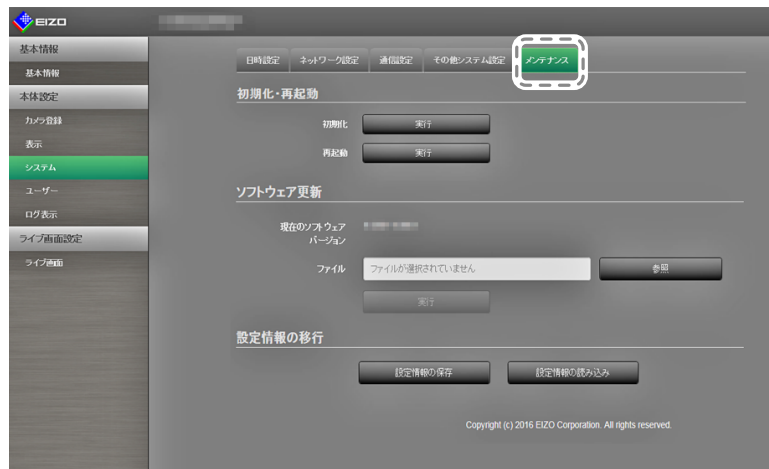 EIZO
基本情報
基本情報
本体設定
カメラ登録
表示
システム
ユーザー
ログ表示
ライブ画面設定
ライブ画面
日時設定 ネットワーク設定 通信設定 その他システム設定 メンテナンス
初期化・再起動
初期化 実行
再起動 実行
ソフトウェア更新
現在のソフトウェア
バージョン
ファイル ファイルが選択されていません 参照
実行
設定情報の移行
設定情報の保存 設定情報の読み込み
Copyright (c) 2016 EIZO Corporation. All rights reserved.